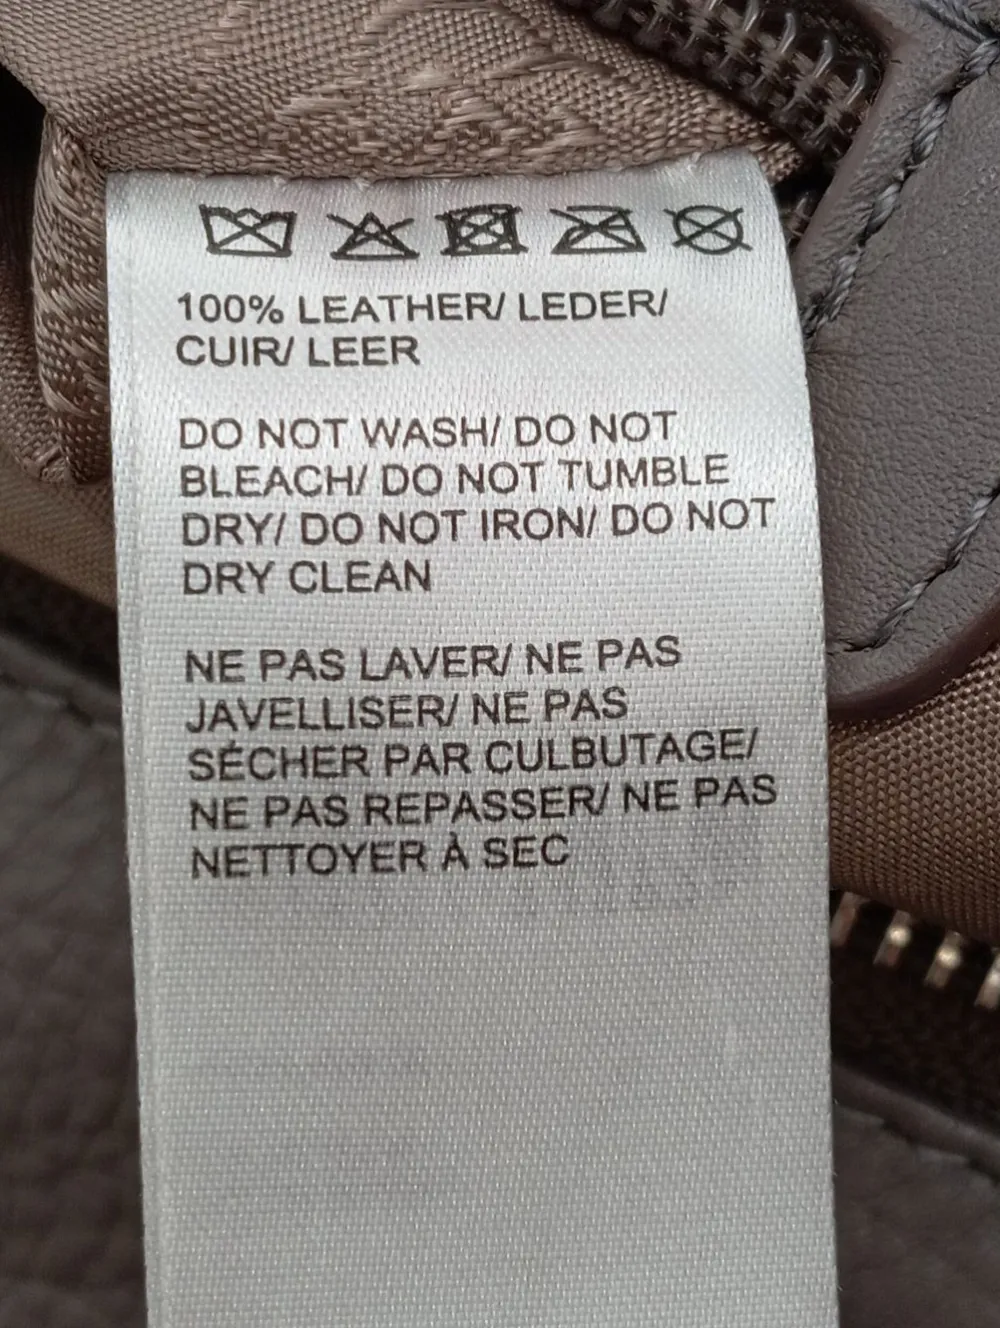 100% LEATHER/ LEDER/
CUIR/ LEER
DO NOT WASH/ DO NOT
BLEACH/ DO NOT TUMBLE
DRY/ DO NOT IRON/ DO NOT
DRY CLEAN
NE PAS LAVER/ NE PAS
JAVELLISER/ NE PAS
SÉCHER PAR CULBUTAGE/
NE PAS REPASSER/ NE PAS
NETTOYER À SEC